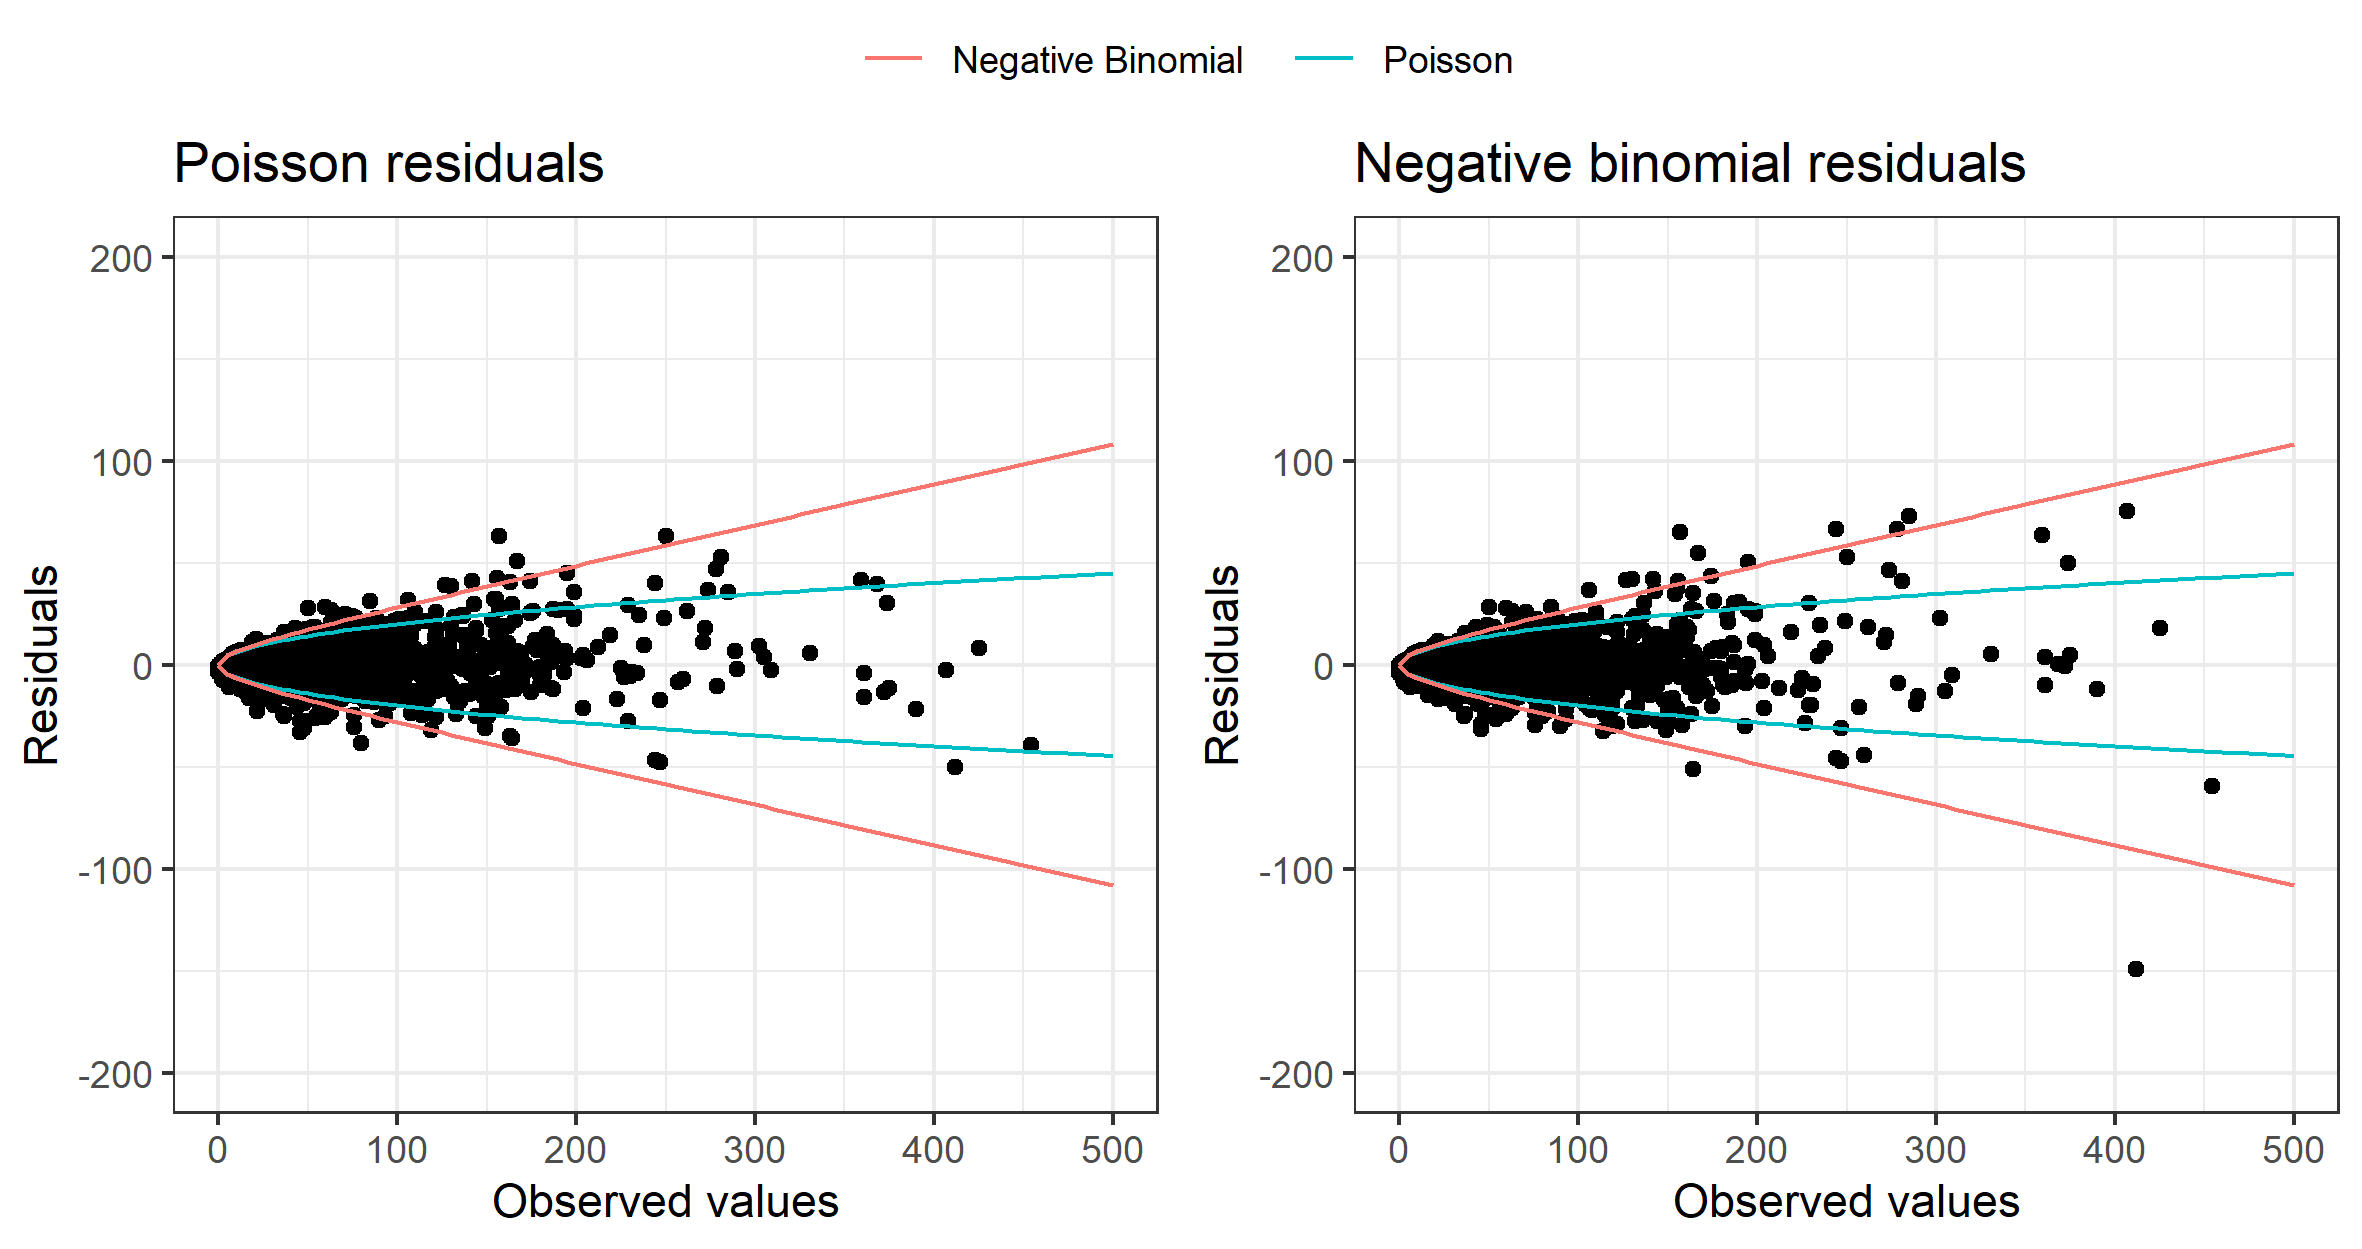 Negative Binomial Poisson
Poisson residuals
200
100
0
-100
-200
Residuals
0 100 200 300 400 500
Observed values
Negative binomial residuals
200
100
0
-100
-200
Residuals
0 100 200 300 400 500
Observed values